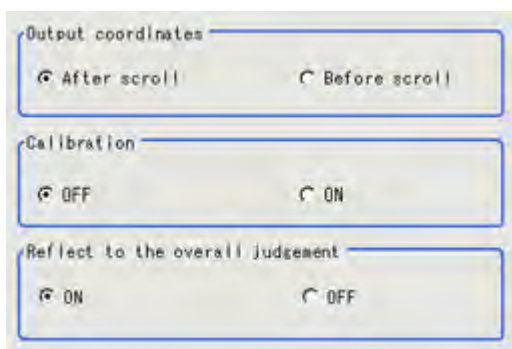 Output coordinates
After scroll Before scroll
Calibration
OFF ON
Reflect to the overall judgement
ON OFF